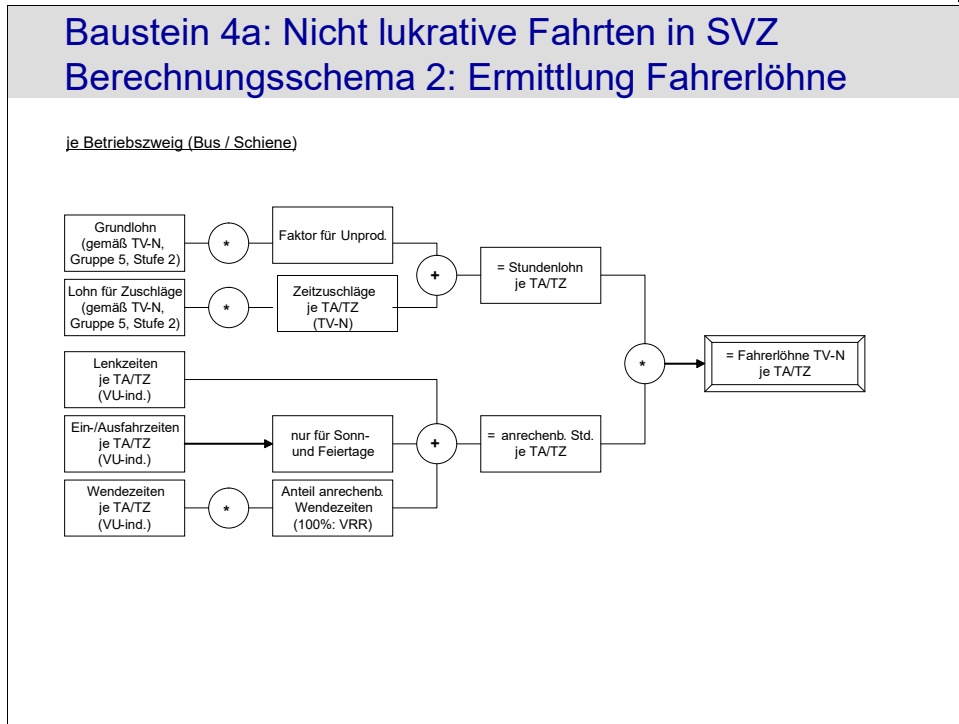 Baustein 4a: Nicht lukrative Fahrten in SVZ
Berechnungsschema 2: Ermittlung Fahrerlöhne
je Betriebszweig (Bus / Schiene)
Grundlohn
(gemäß TV-N,
Gruppe 5, Stufe 2)
*
Faktor für Unprod.
Lohn für Zuschläge
(gemäß TV-N,
Gruppe 5, Stufe 2)
*
Zeitzuschläge
je TA/TZ
(TV-N)
+
= Stundenlohn
je TA/TZ
Lenkzeiten
je TA/TZ
(VU-ind.)
Ein-/Ausfahrzeiten
je TA/TZ
(VU-ind.)
nur für Sonn-
und Feiertage
Wendezeiten
je TA/TZ
(VU-ind.)
*
Anteil anrechenb.
Wendezeiten
(100%: VRR)
+
= anrechenb. Std.
je TA/TZ
*
= Fahrerlöhne TV-N
je TA/TZ